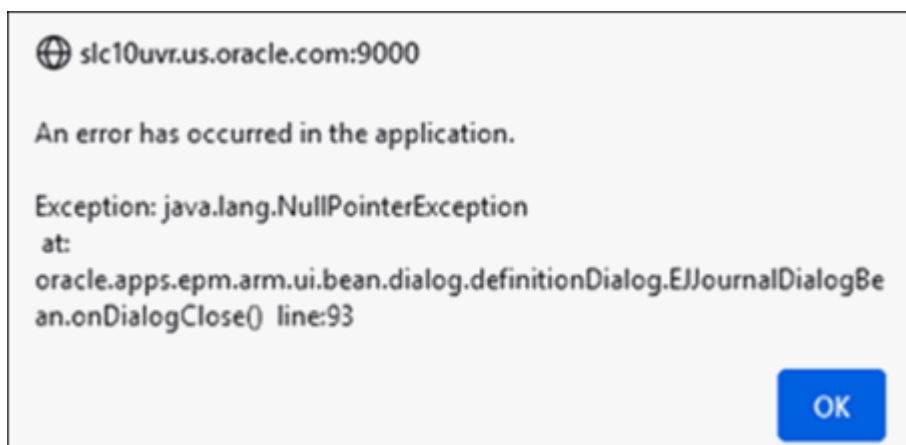 slc10uvr.us.oracle.com:9000
An error has occurred in the application.
Exception: java.lang.NullPointerException
at:
oracle.apps.epm.arm.ui.bean.dialog.definitionDialog.EJJournalDialogBe
an.onDialogClose() line:93
OK